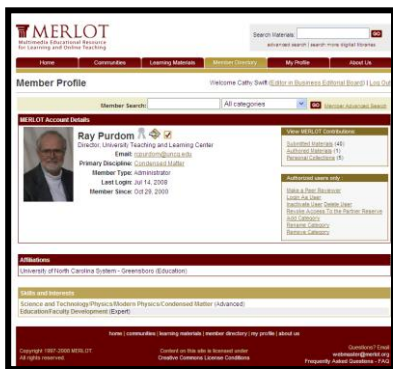 MERLOT
Multimedia Educational Resource
for Learning and Online Teaching
Search Materials: GO
advanced search | search more digital libraries
Home Communities Learning Materials Member Directory My Profile About Us
Member Profile
Welcome Cathy Swift (Editor in Business Editorial Board) | Log Out
Member Search: All categories GO Member Advanced Search
MERLOT Account Details
Ray Purdom
Director, University Teaching and Learning Center
Email:
Primary Discipline: Condensed Matter
Member Type: Administrator
Last Login: Jul 14, 2008
Member Since: Oct 29, 2000
View MERLOT Contributions:
Submitted Materials (49)
Authored Materials (1)
Personal Collections (5)
Authorized users only
Make a Peer Reviewer
Login As User
Inactivate User Delete User
Revoke Access To the Partner Reserve
Add Category
Rename Category
Remove Category
Affiliations
University of North Carolina System - Greensboro (Education)
Skills and Interests
Science and Technology/Physics/Modern Physics/Condensed Matter (Advanced)
Education/Faculty Development (Expert)
home | communities | learning materials | member directory | my profile | about us
Copyright 1997-2008 MERLOT.
All rights reserved.
Content on this site is licensed under
Creative Commons License Conditions
Questions? Email
webmaster@merlot.org
Frequently Asked Questions - FAQ